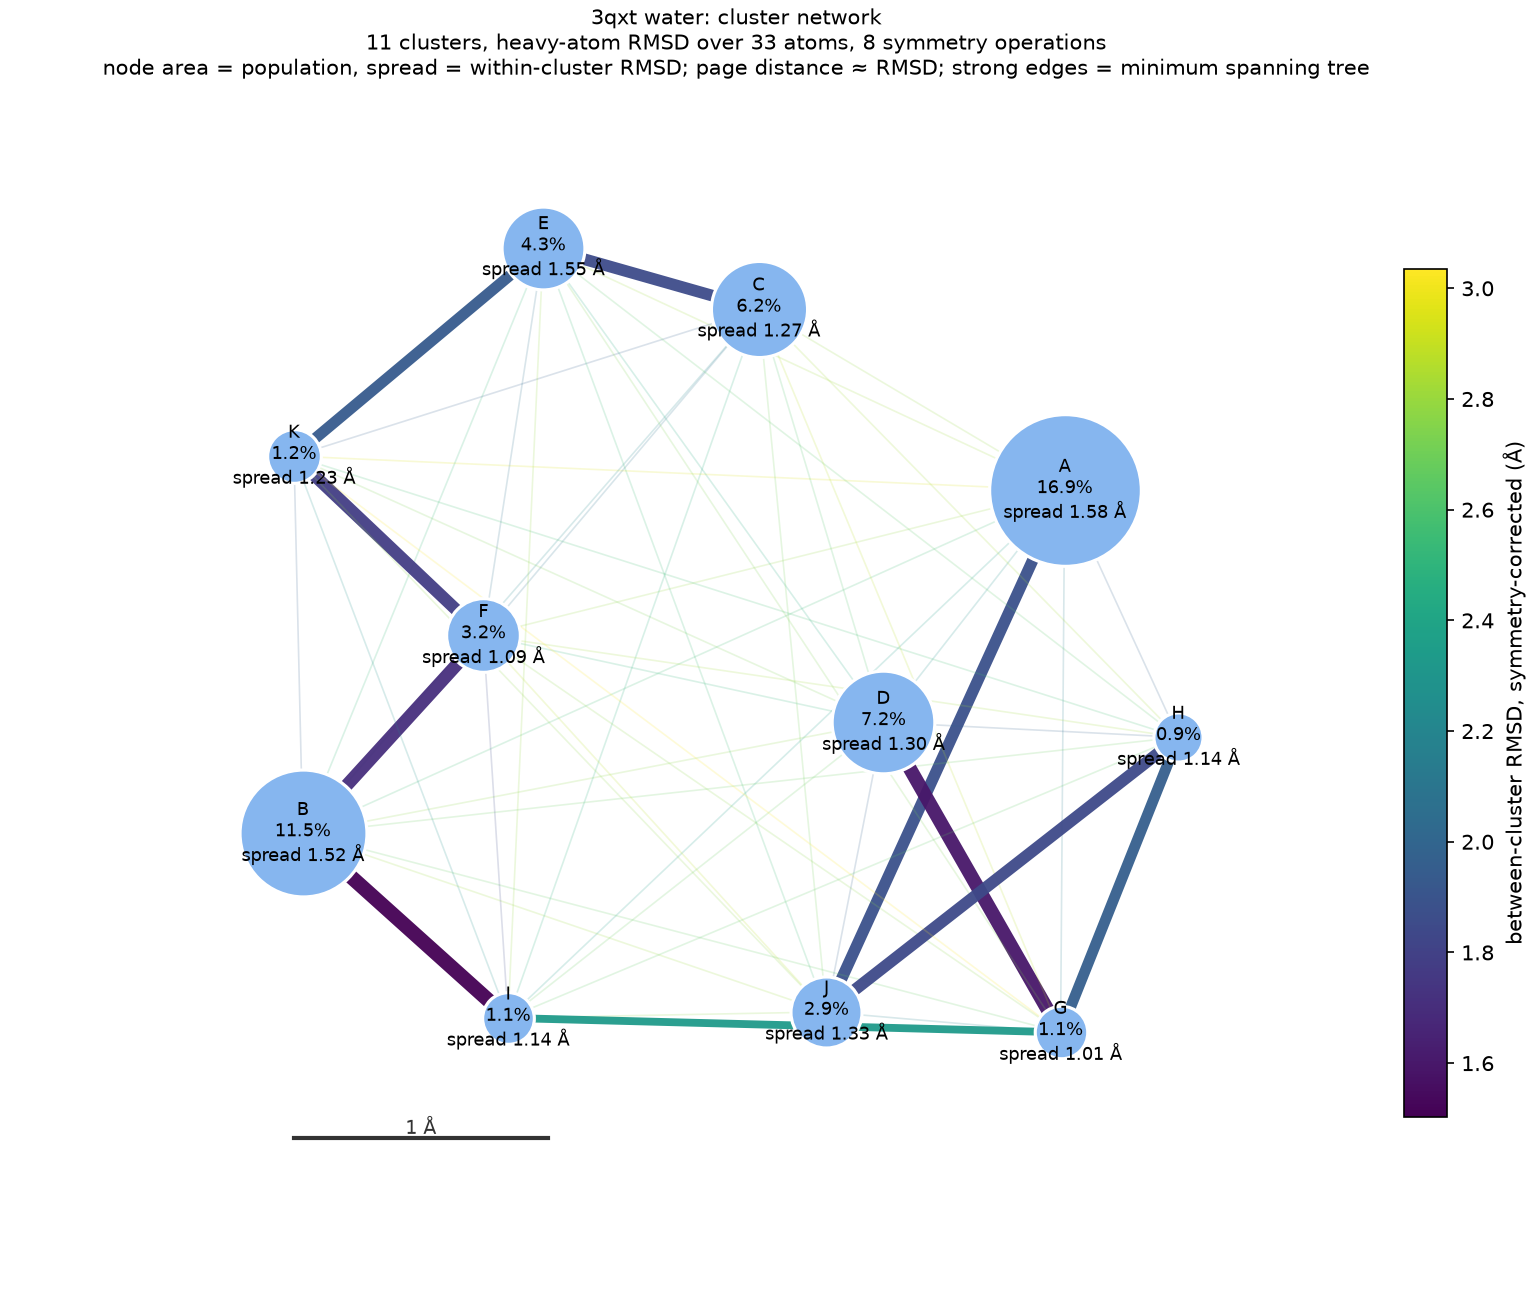 3qxt water: cluster network
11 clusters, heavy-atom RMSD over 33 atoms, 8 symmetry operations
node area = population, spread = within-cluster RMSD; page distance ≈ RMSD; strong edges = minimum spanning tree
E
4.3%
spread 1.55 Å
C
6.2%
spread 1.27 Å
K
1.2%
spread 1.23 Å
A
16.9%
spread 1.58 Å
F
3.2%
spread 1.09 Å
D
7.2%
spread 1.30 Å
H
0.9%
spread 1.14 Å
B
11.5%
spread 1.52 Å
I
1.1%
spread 1.14 Å
J
2.9%
spread 1.33 Å
G
1.1%
spread 1.01 Å
1 Å
3.0
2.8
2.6
2.4
2.2
2.0
1.8
1.6
between-cluster RMSD, symmetry-corrected (Å)